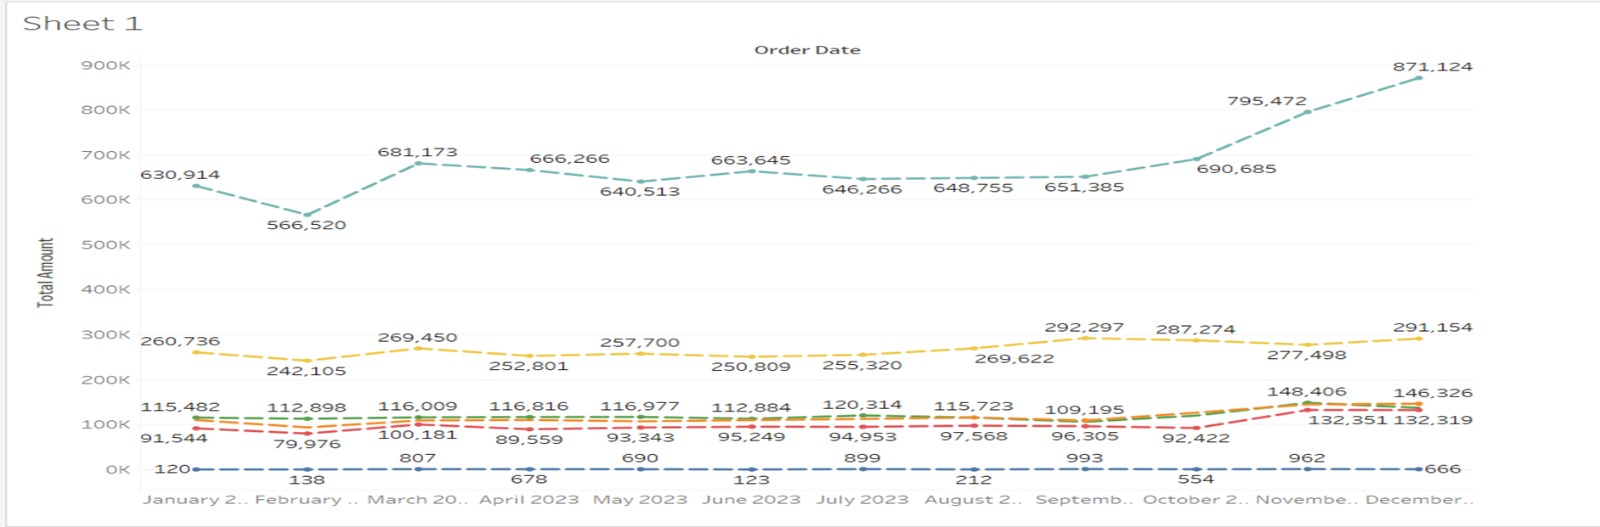 Sheet 1
Order Date
Total Amount
900K
800K
700K
600K
500K
400K
300K
200K
100K
0K
630,914
566,520
681,173
666,266
640,513
663,645
646,266
648,755
651,385
690,685
795,472
871,124
260,736
242,105
269,450
252,801
257,700
250,809
255,320
269,622
292,297
287,274
277,498
291,154
115,482
112,898
116,009
116,816
116,977
112,884
120,314
115,723
109,195
148,406
146,326
91,544
79,976
100,181
89,559
93,343
95,249
94,953
97,568
96,305
92,422
132,351
132,319
120
138
807
678
690
123
899
212
993
554
962
666
January 2..
February ..
March 20..
April 2023
May 2023
June 2023
July 2023
August 2..
Septemb..
October 2..
Novembe..
December..